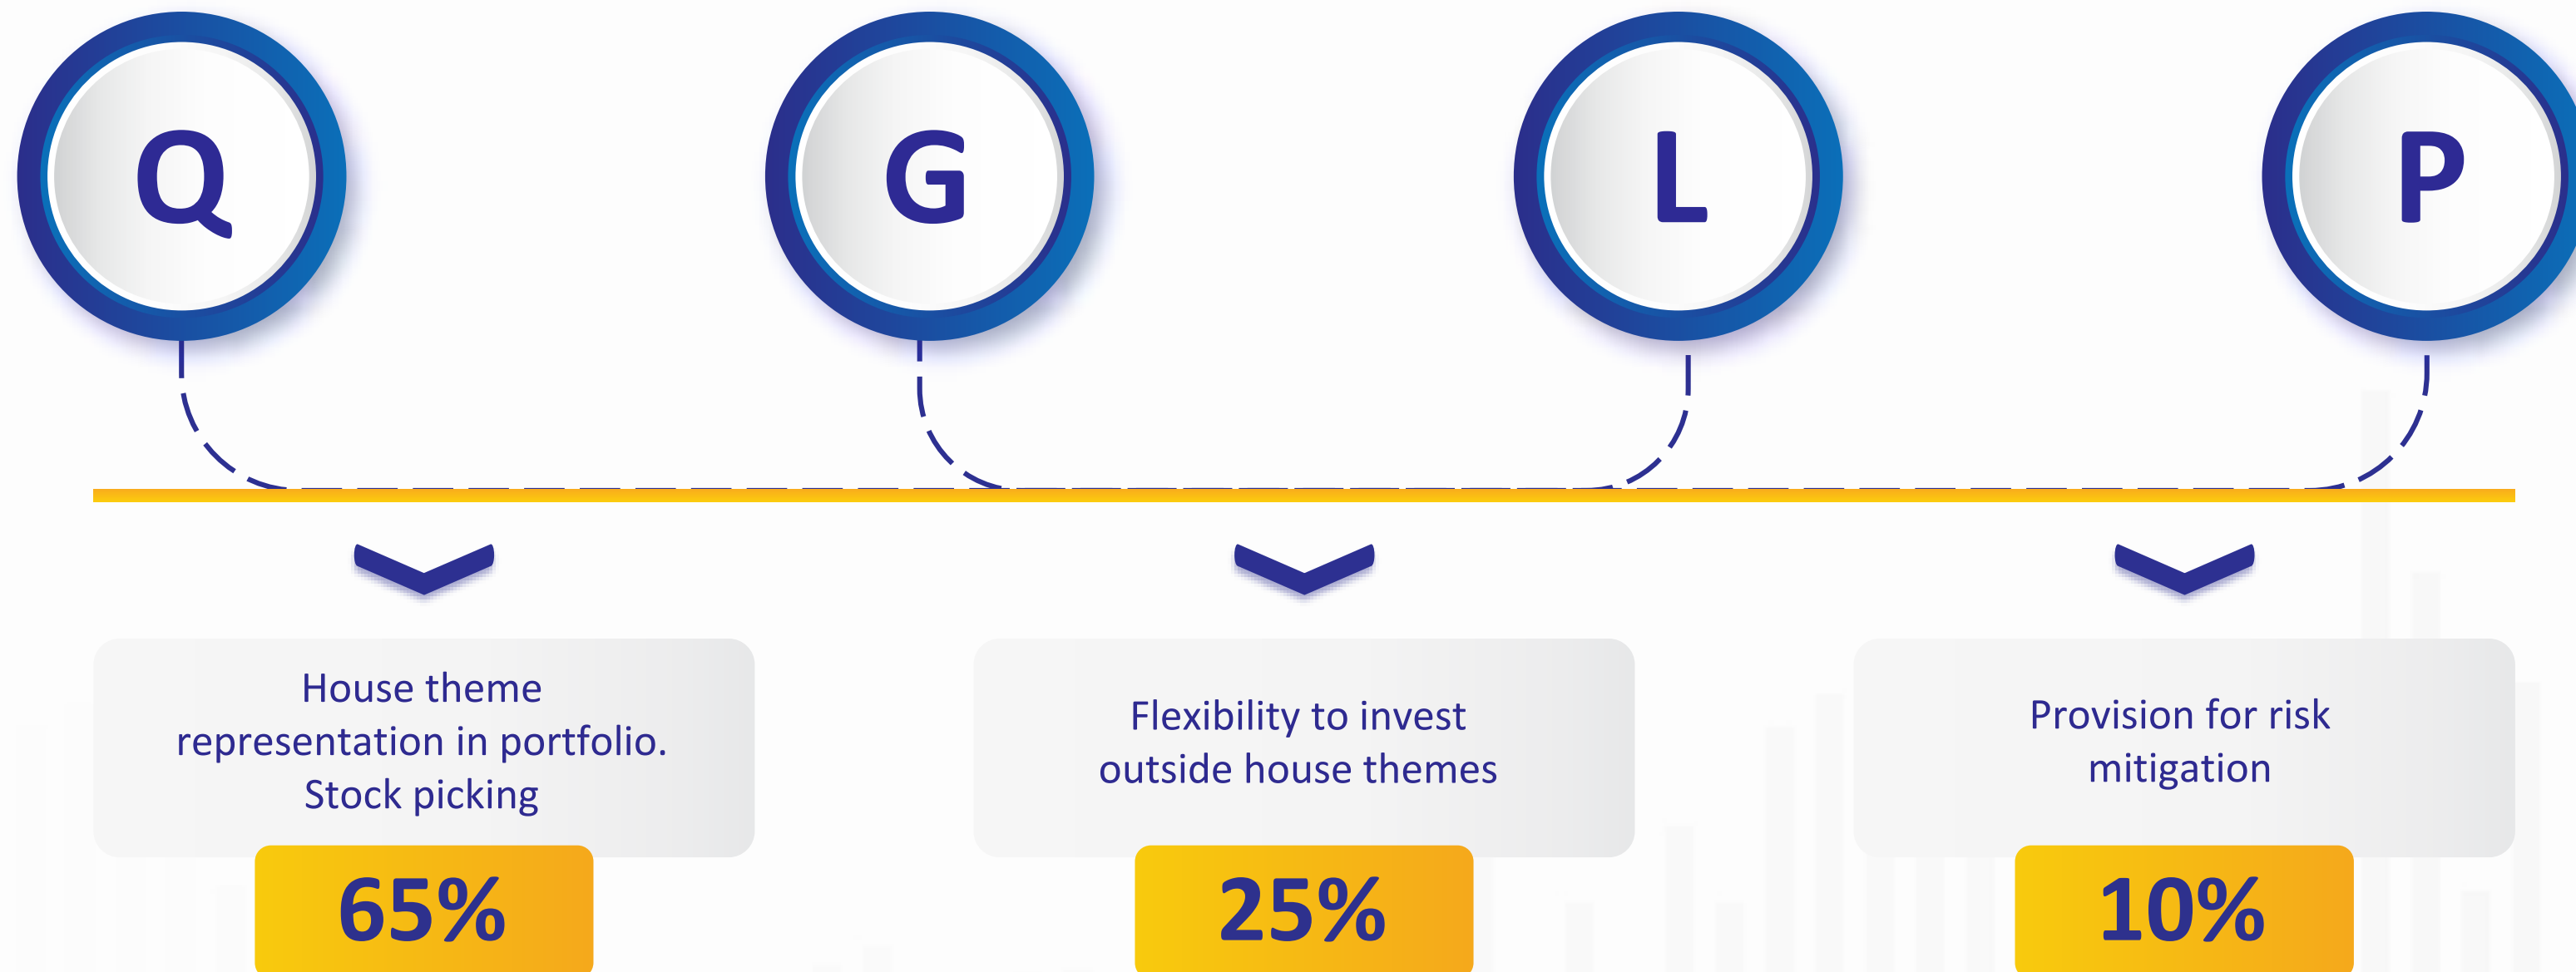 Q
G
L
P
House theme
representation in portfolio.
Stock picking
65%
Flexibility to invest
outside house themes
25%
Provision for risk
mitigation
10%